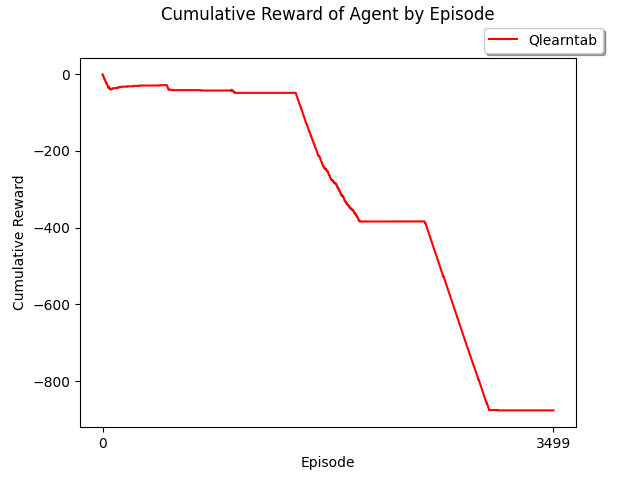 Cumulative Reward of Agent by Episode
Qlearntab
0
−200
−400
−600
−800
Cumulative Reward
0
3499
Episode